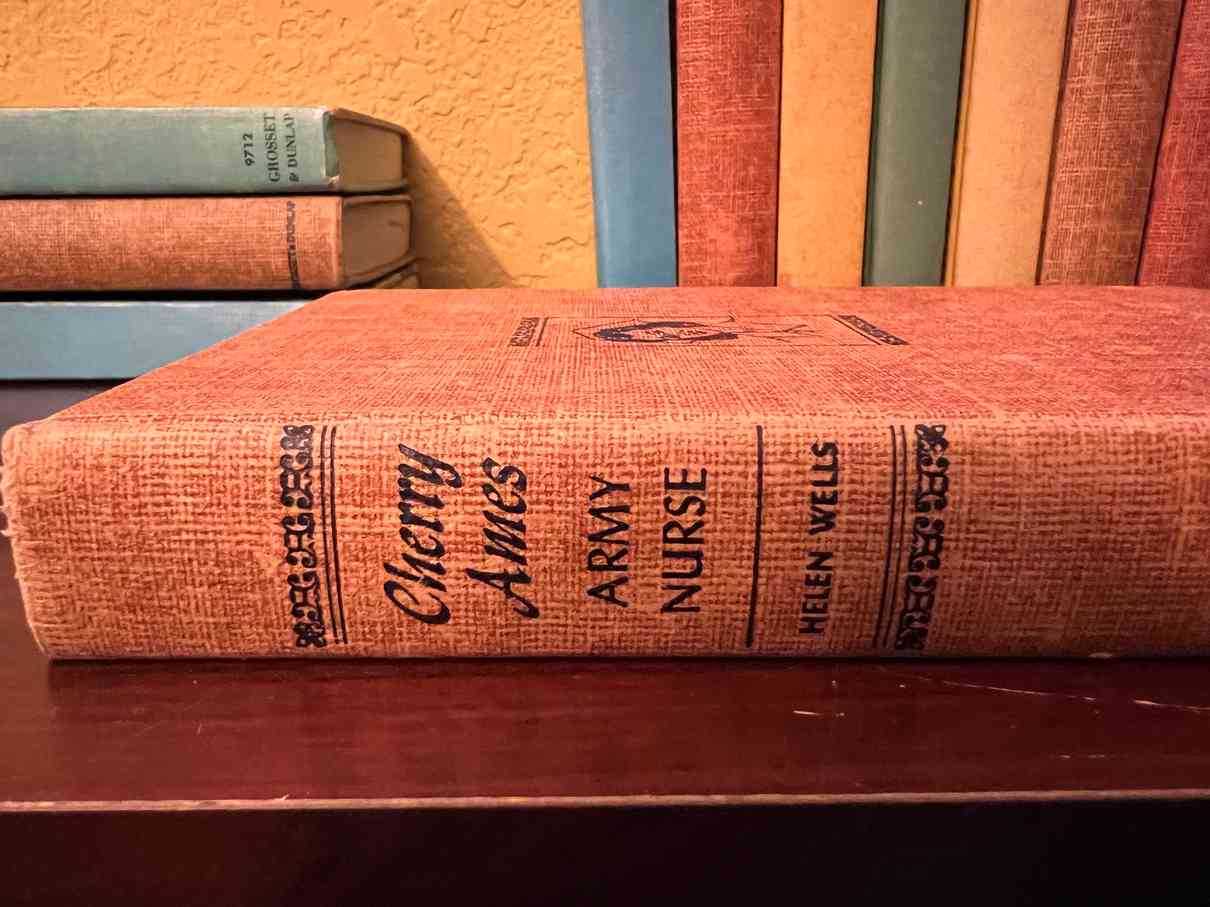 9712
GROSSET
& DUNLAP
Cherry
Ames
ARMY
NURSE
HELEN WELLS